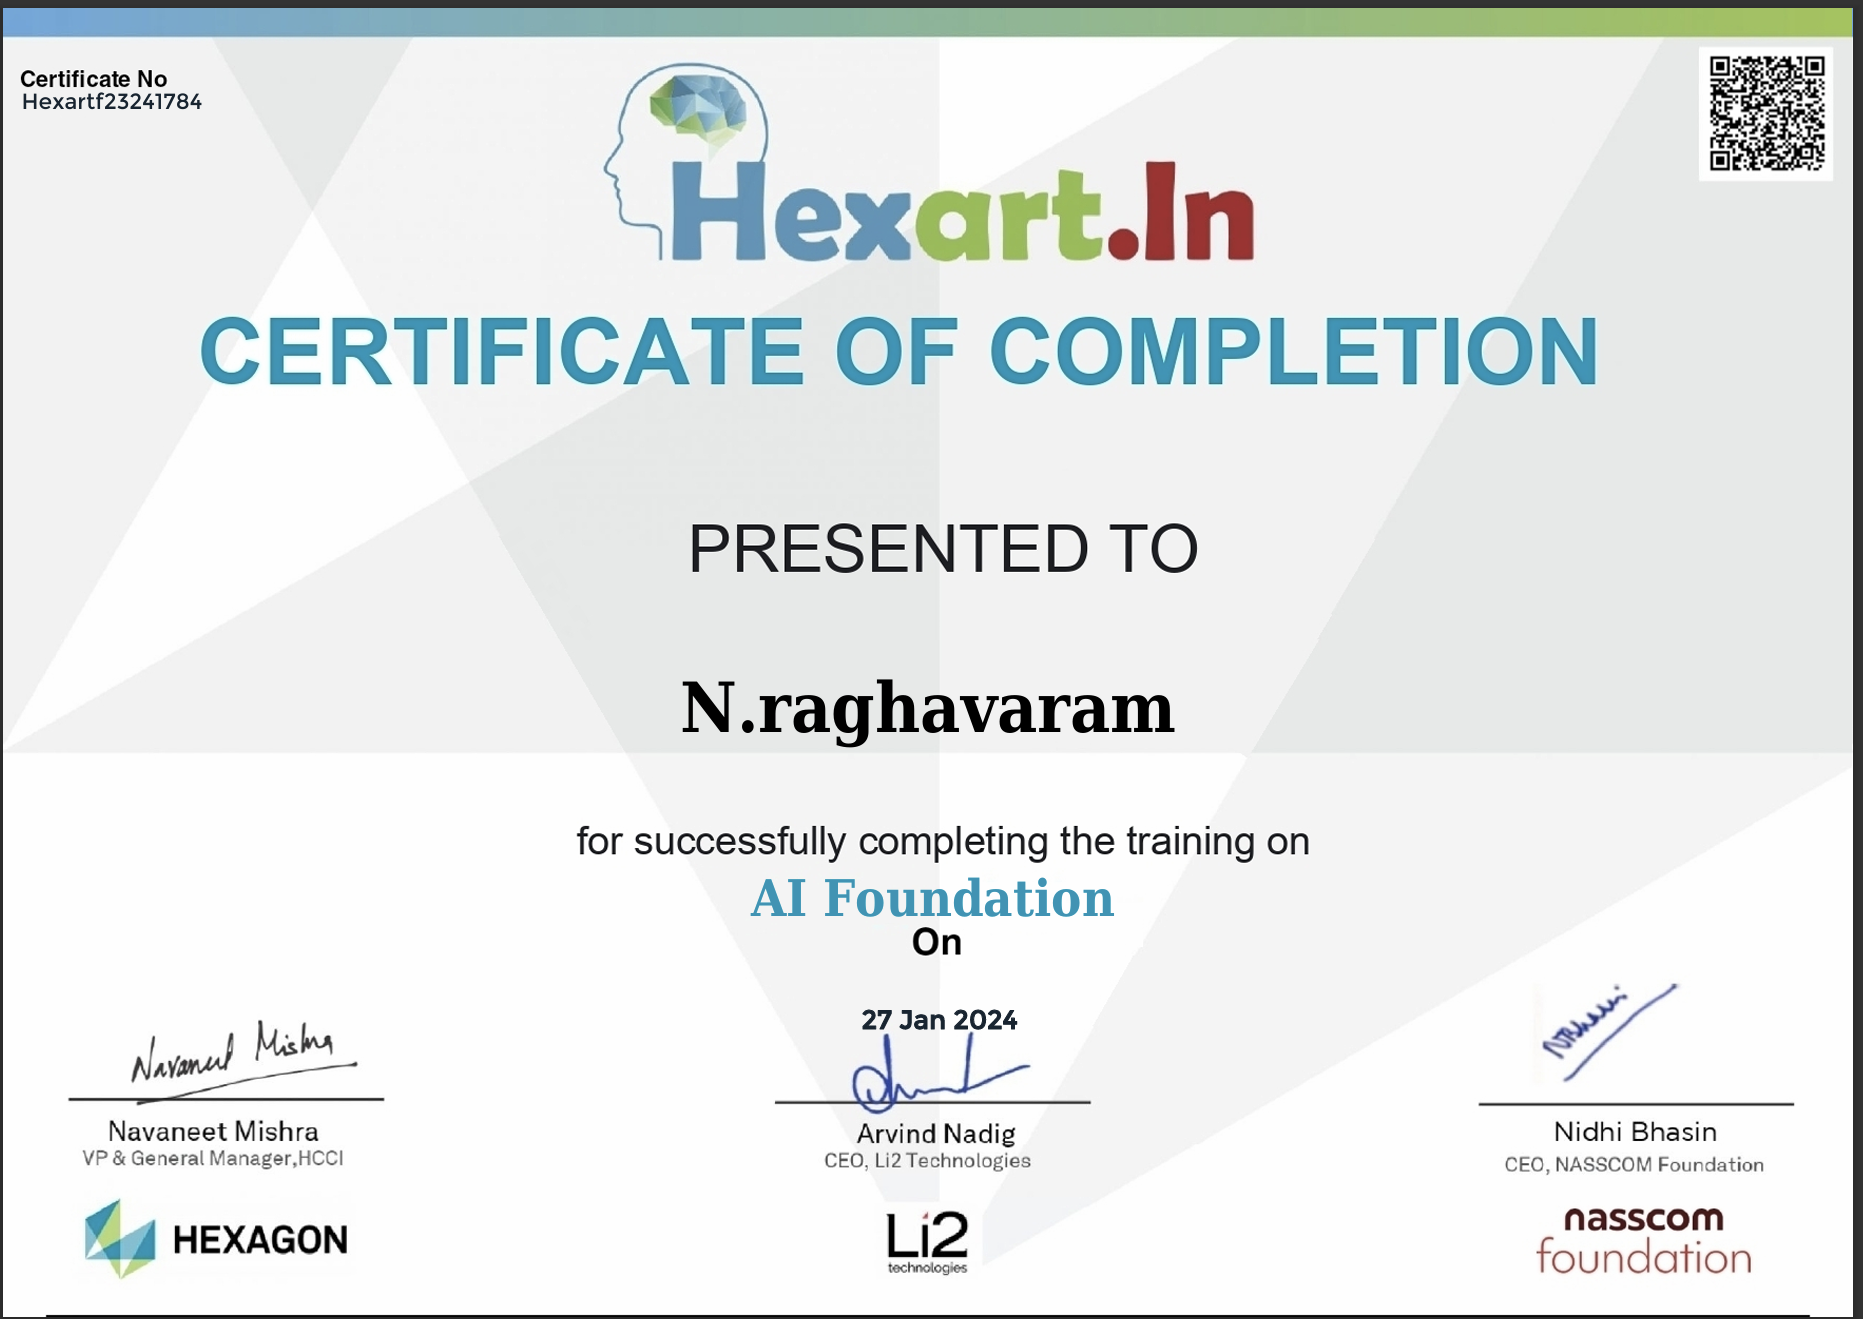 Certificate No
Hexartf23241784
Hexart.In
CERTIFICATE OF COMPLETION
PRESENTED TO
N.raghavaram
for successfully completing the training on
AI Foundation
On
27 Jan 2024
Navaneet Mishra
Navaneet Mishra
VP & General Manager,HCCI
HEXAGON
Arvind Nadig
CEO, Li2 Technologies
Li2
technologies
NBhasin
Nidhi Bhasin
CEO, NASSCOM Foundation
nasscom
foundation